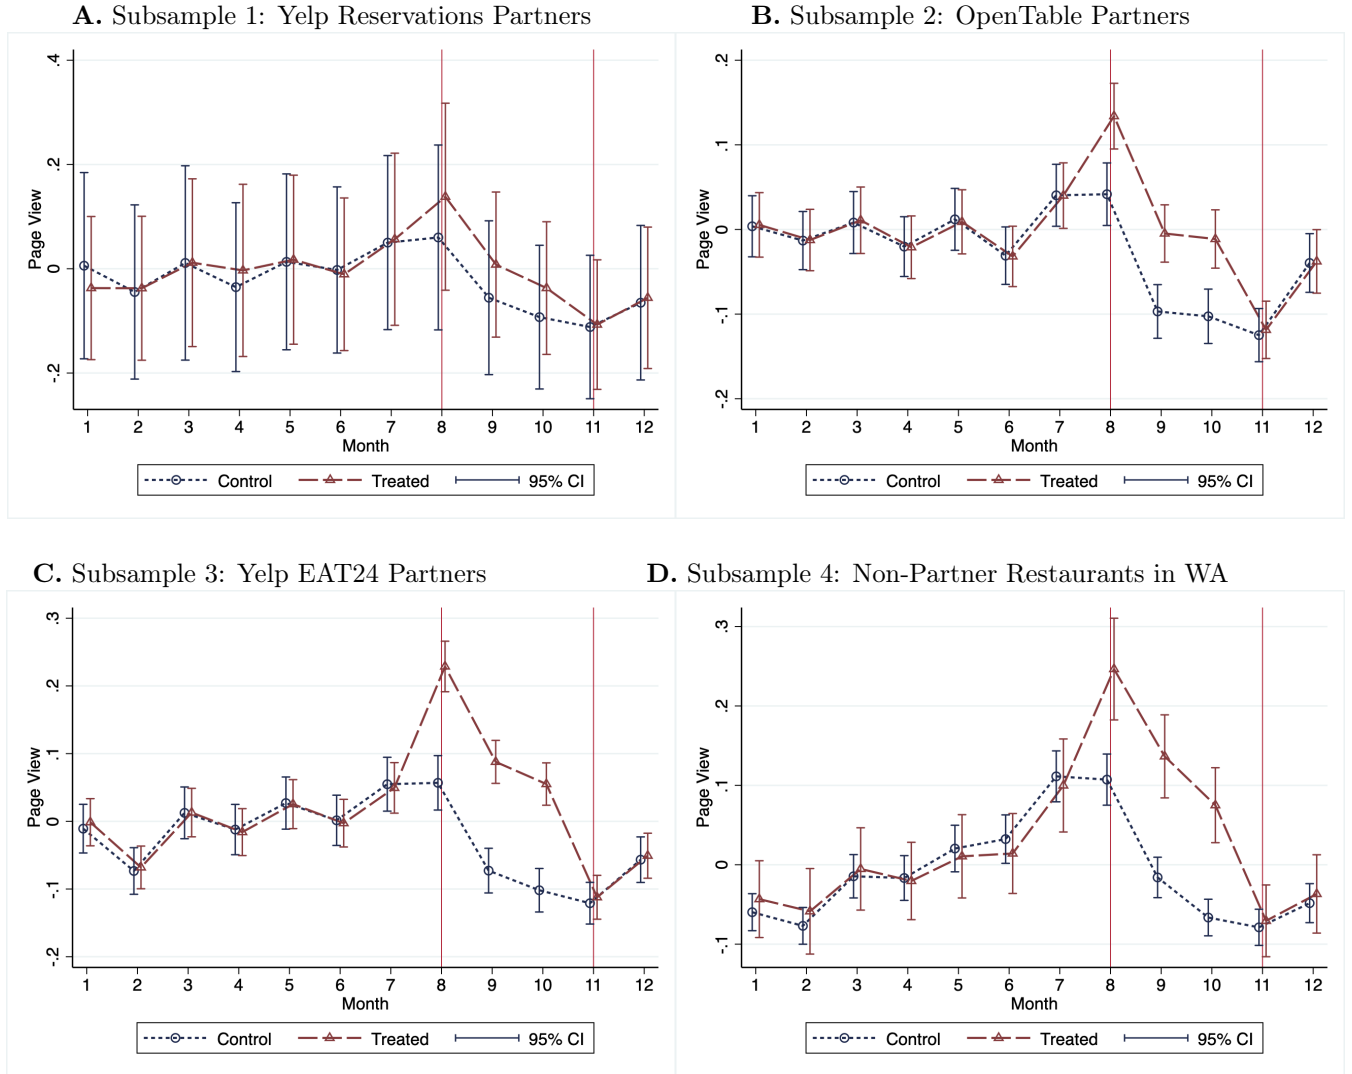 A. Subsample 1: Yelp Reservations Partners
.4
.2
0
-.2
Page View
1 2 3 4 5 6 7 8 9 10 11 12
Month
Control Treated 95% CI
B. Subsample 2: OpenTable Partners
.2
.1
0
-.1
-.2
Page View
1 2 3 4 5 6 7 8 9 10 11 12
Month
Control Treated 95% CI
C. Subsample 3: Yelp EAT24 Partners
.3
.2
.1
0
-.1
-.2
Page View
1 2 3 4 5 6 7 8 9 10 11 12
Month
Control Treated 95% CI
D. Subsample 4: Non-Partner Restaurants in WA
.3
.2
.1
0
-.1
Page View
1 2 3 4 5 6 7 8 9 10 11 12
Month
Control Treated 95% CI